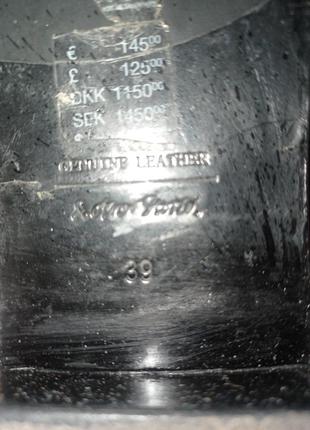 € 145⁰⁰
£ 125⁰⁰
DKK 1150⁰⁰
SEK 1450⁰⁰
GENUINE LEATHER
39